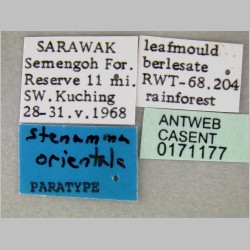 SARAWAK
Semengoh For.
Reserve 11 mi.
SW. Kuching
28-31.v.1968
leafmould
berlesate
RWT-68.204
rainforest
Stenamma
orientale
PARATYPE
ANTWEB
CASENT
0171177